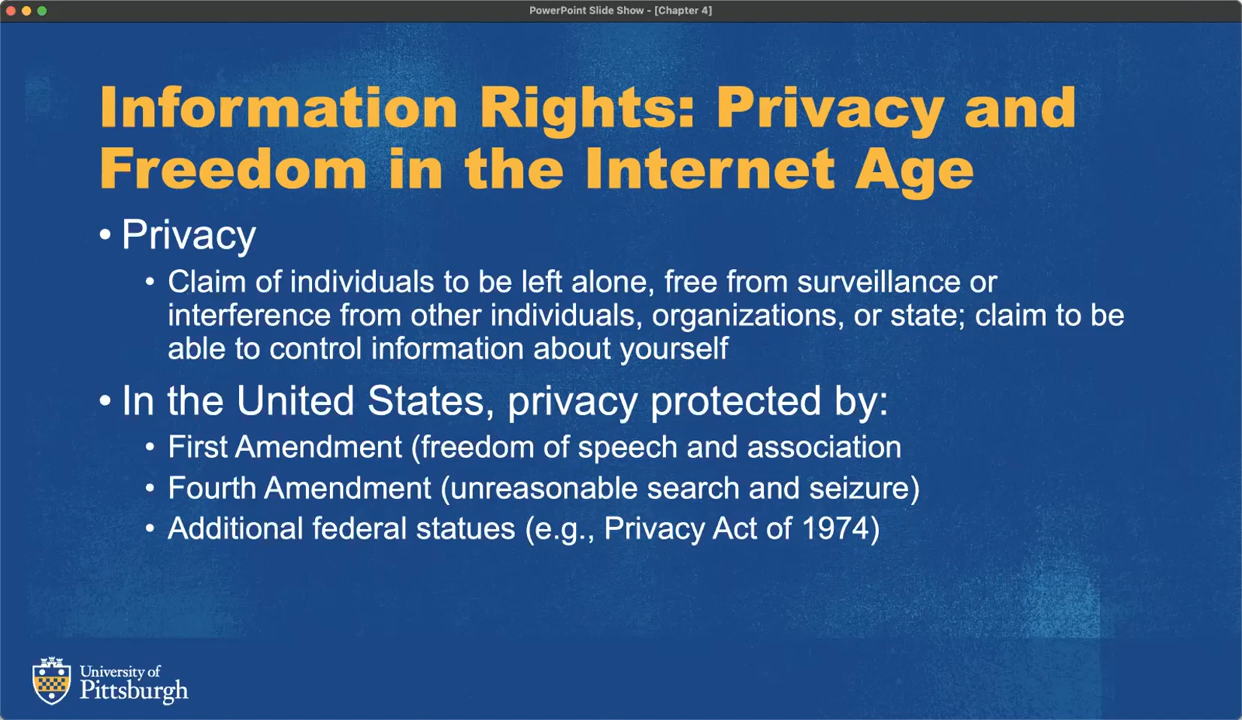 PowerPoint Slide Show - [Chapter 4]
Information Rights: Privacy and
Freedom in the Internet Age
• Privacy
• Claim of individuals to be left alone, free from surveillance or
interference from other individuals, organizations, or state; claim to be
able to control information about yourself
• In the United States, privacy protected by:
• First Amendment (freedom of speech and association
• Fourth Amendment (unreasonable search and seizure)
• Additional federal statues (e.g., Privacy Act of 1974)
University of
Pittsburgh